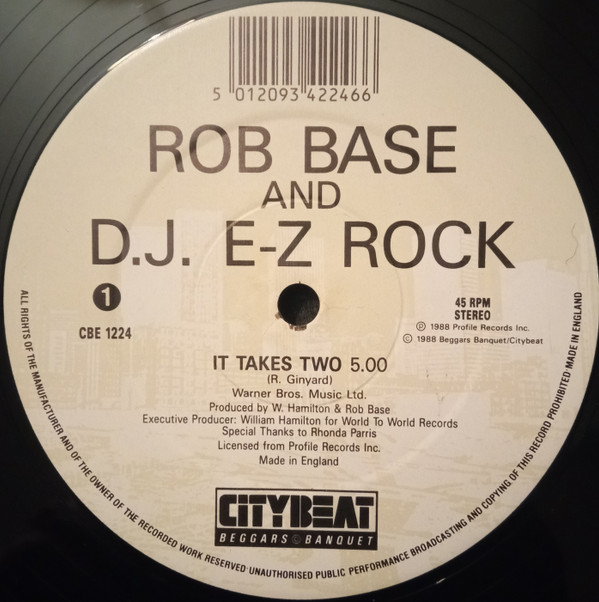 5 012093 422466
ROB BASE
AND
D.J. E-Z ROCK
1
CBE 1224
45 RPM
STEREO
Ⓟ 1988 Profile Records Inc.
© 1988 Beggars Banquet/Citybeat
IT TAKES TWO 5.00
(R. Ginyard)
Warner Bros. Music Ltd.
Produced by W. Hamilton & Rob Base
Executive Producer: William Hamilton for World To World Records
Special Thanks to Rhonda Parris
Licensed from Profile Records Inc.
Made in England
CITYBEAT
BEGGARS BANQUET
ALL RIGHTS OF THE MANUFACTURER AND OF THE OWNER OF THE RECORDED WORK RESERVED·UNAUTHORISED PUBLIC PERFORMANCE BROADCASTING AND COPYING OF THIS RECORD PROHIBITED·MADE IN ENGLAND